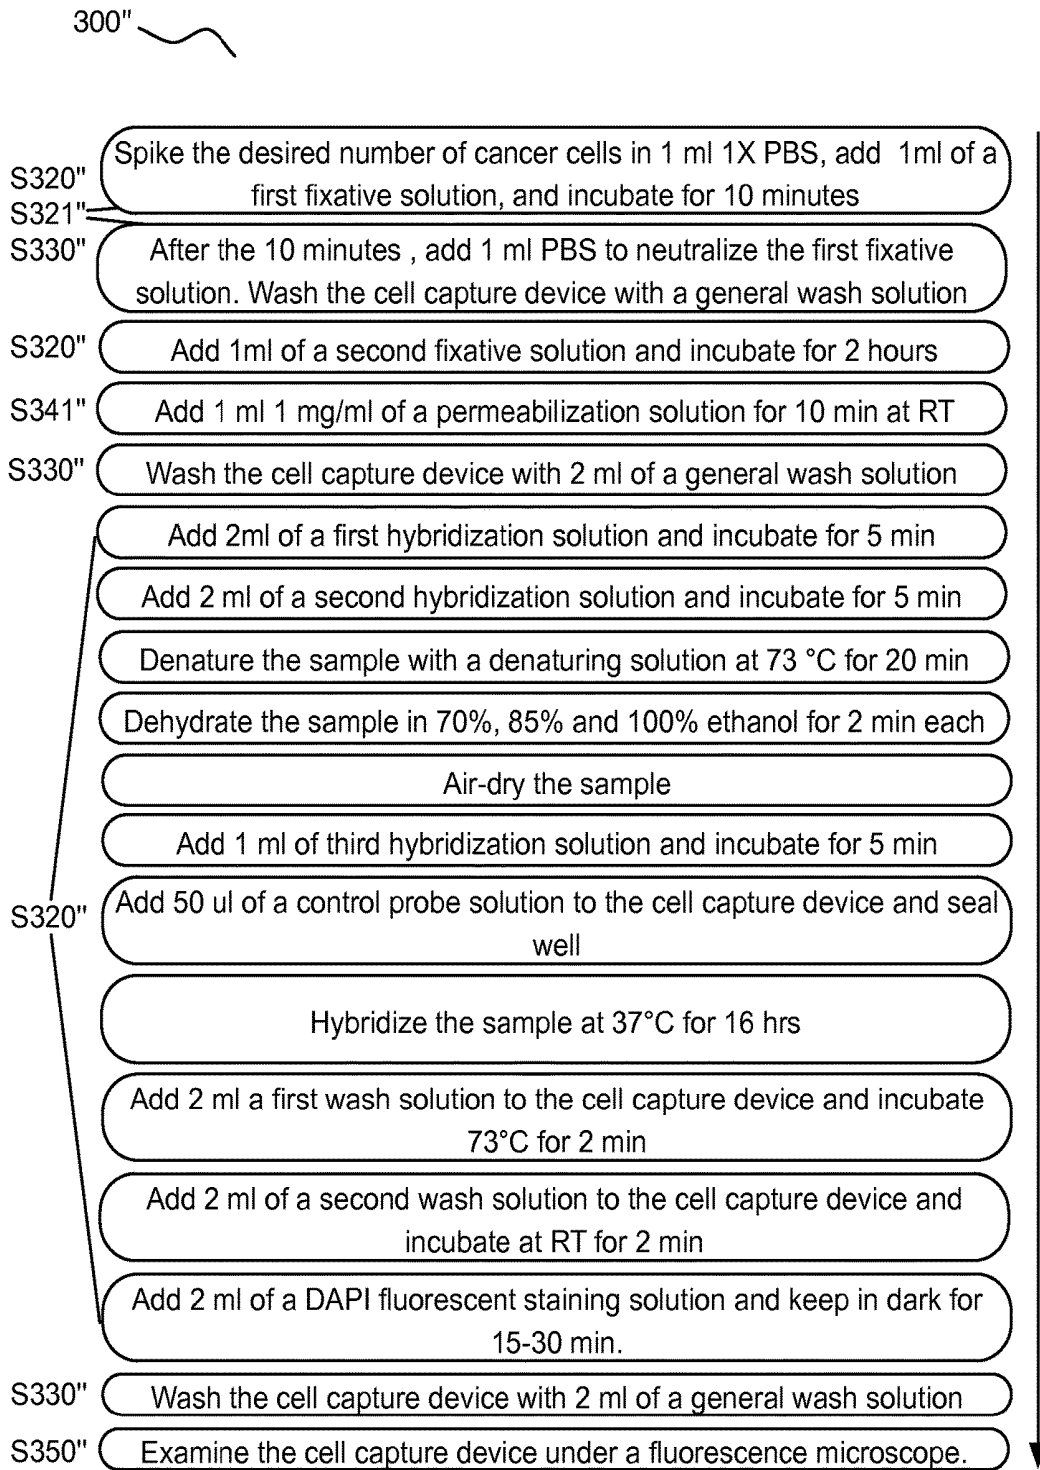 300"
S320" Spike the desired number of cancer cells in 1 ml 1X PBS, add 1ml of a
first fixative solution, and incubate for 10 minutes
S321"
S330" After the 10 minutes , add 1 ml PBS to neutralize the first fixative
solution. Wash the cell capture device with a general wash solution
S320" Add 1ml of a second fixative solution and incubate for 2 hours
S341" Add 1 ml 1 mg/ml of a permeabilization solution for 10 min at RT
S330" Wash the cell capture device with 2 ml of a general wash solution
Add 2ml of a first hybridization solution and incubate for 5 min
Add 2 ml of a second hybridization solution and incubate for 5 min
Denature the sample with a denaturing solution at 73 °C for 20 min
Dehydrate the sample in 70%, 85% and 100% ethanol for 2 min each
Air-dry the sample
Add 1 ml of third hybridization solution and incubate for 5 min
S320" Add 50 ul of a control probe solution to the cell capture device and seal
well
Hybridize the sample at 37°C for 16 hrs
Add 2 ml a first wash solution to the cell capture device and incubate
73°C for 2 min
Add 2 ml of a second wash solution to the cell capture device and
incubate at RT for 2 min
Add 2 ml of a DAPI fluorescent staining solution and keep in dark for
15-30 min.
S330" Wash the cell capture device with 2 ml of a general wash solution
S350" Examine the cell capture device under a fluorescence microscope.